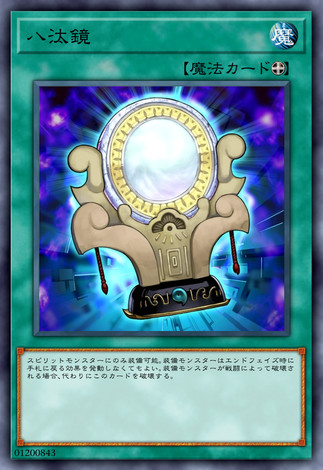 八汰鏡
魔
【魔法カード】
スピリットモンスターにのみ装備可能。装備モンスターはエンドフェイズ時に
手札に戻る効果を発動しなくてもよい。装備モンスターが戦闘によって破壊さ
れる場合、代わりにこのカードを破壊する。
01200843